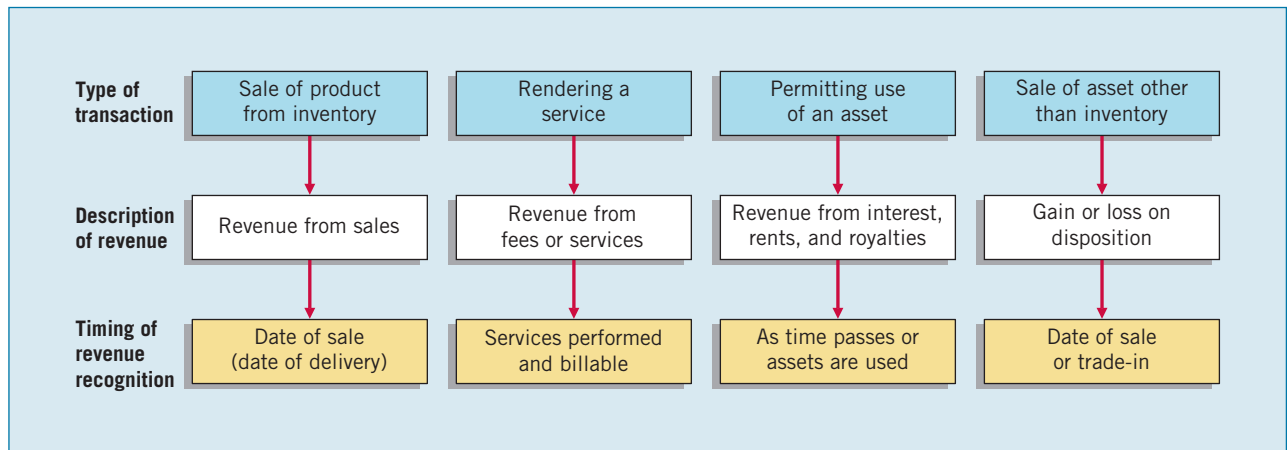 Type of
transaction
Sale of product
from inventory
Rendering a
service
Permitting use
of an asset
Sale of asset other
than inventory
Description
of revenue
Revenue from sales
Revenue from
fees or services
Revenue from interest,
rents, and royalties
Gain or loss on
disposition
Timing of
revenue
recognition
Date of sale
(date of delivery)
Services performed
and billable
As time passes or
assets are used
Date of sale
or trade-in